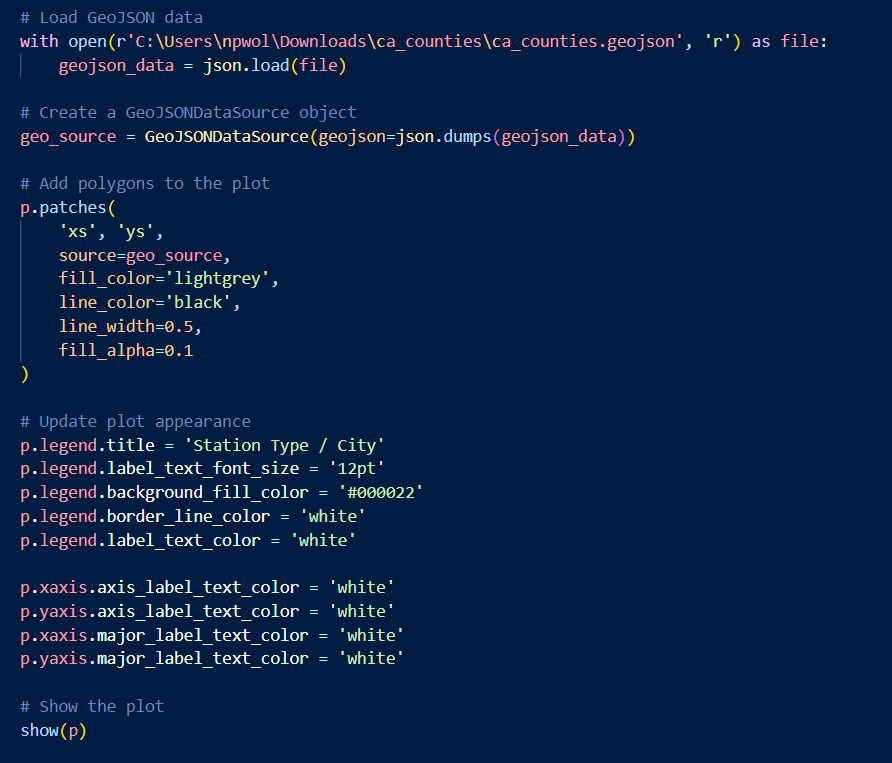 # Load GeoJSON data
with open(r'C:\Users\npwol\Downloads\ca_counties\ca_counties.geojson', 'r') as file:
    geojson_data = json.load(file)

# Create a GeoJSONDataSource object
geo_source = GeoJSONDataSource(geojson=json.dumps(geojson_data))

# Add polygons to the plot
p.patches(
    'xs', 'ys',
    source=geo_source,
    fill_color='lightgrey',
    line_color='black',
    line_width=0.5,
    fill_alpha=0.1
)

# Update plot appearance
p.legend.title = 'Station Type / City'
p.legend.label_text_font_size = '12pt'
p.legend.background_fill_color = '#000022'
p.legend.border_line_color = 'white'
p.legend.label_text_color = 'white'

p.xaxis.axis_label_text_color = 'white'
p.yaxis.axis_label_text_color = 'white'
p.xaxis.major_label_text_color = 'white'
p.yaxis.major_label_text_color = 'white'

# Show the plot
show(p)